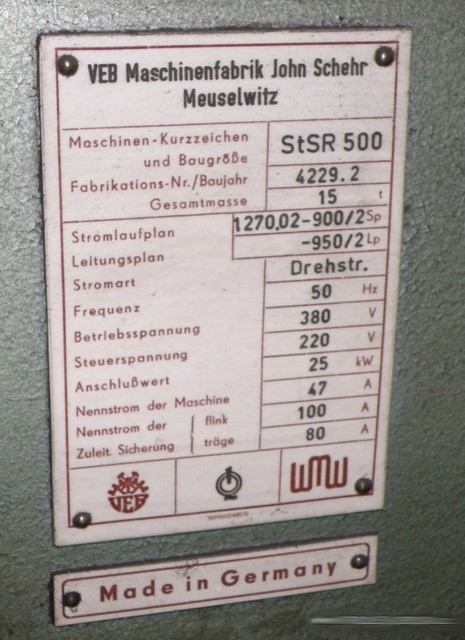 VEB Maschinenfabrik John Schehr
Meuselwitz
Maschinen-Kurzzeichen
und Baugröße StSR 500
Fabrikations-Nr./Baujahr 4229.2
Gesamtmasse 15 t
Stromlaufplan 1270.02-900/2 Sp
Leitungsplan -950/2 Lp
Stromart Drehstr.
Frequenz 50 Hz
Betriebsspannung 380 V
Steuerspannung 220 V
Anschlußwert 25 kW
Nennstrom der Maschine 47 A
Nennstrom der flink 100 A
Zuleit. Sicherung träge 80 A
VEB WMW
Made in Germany